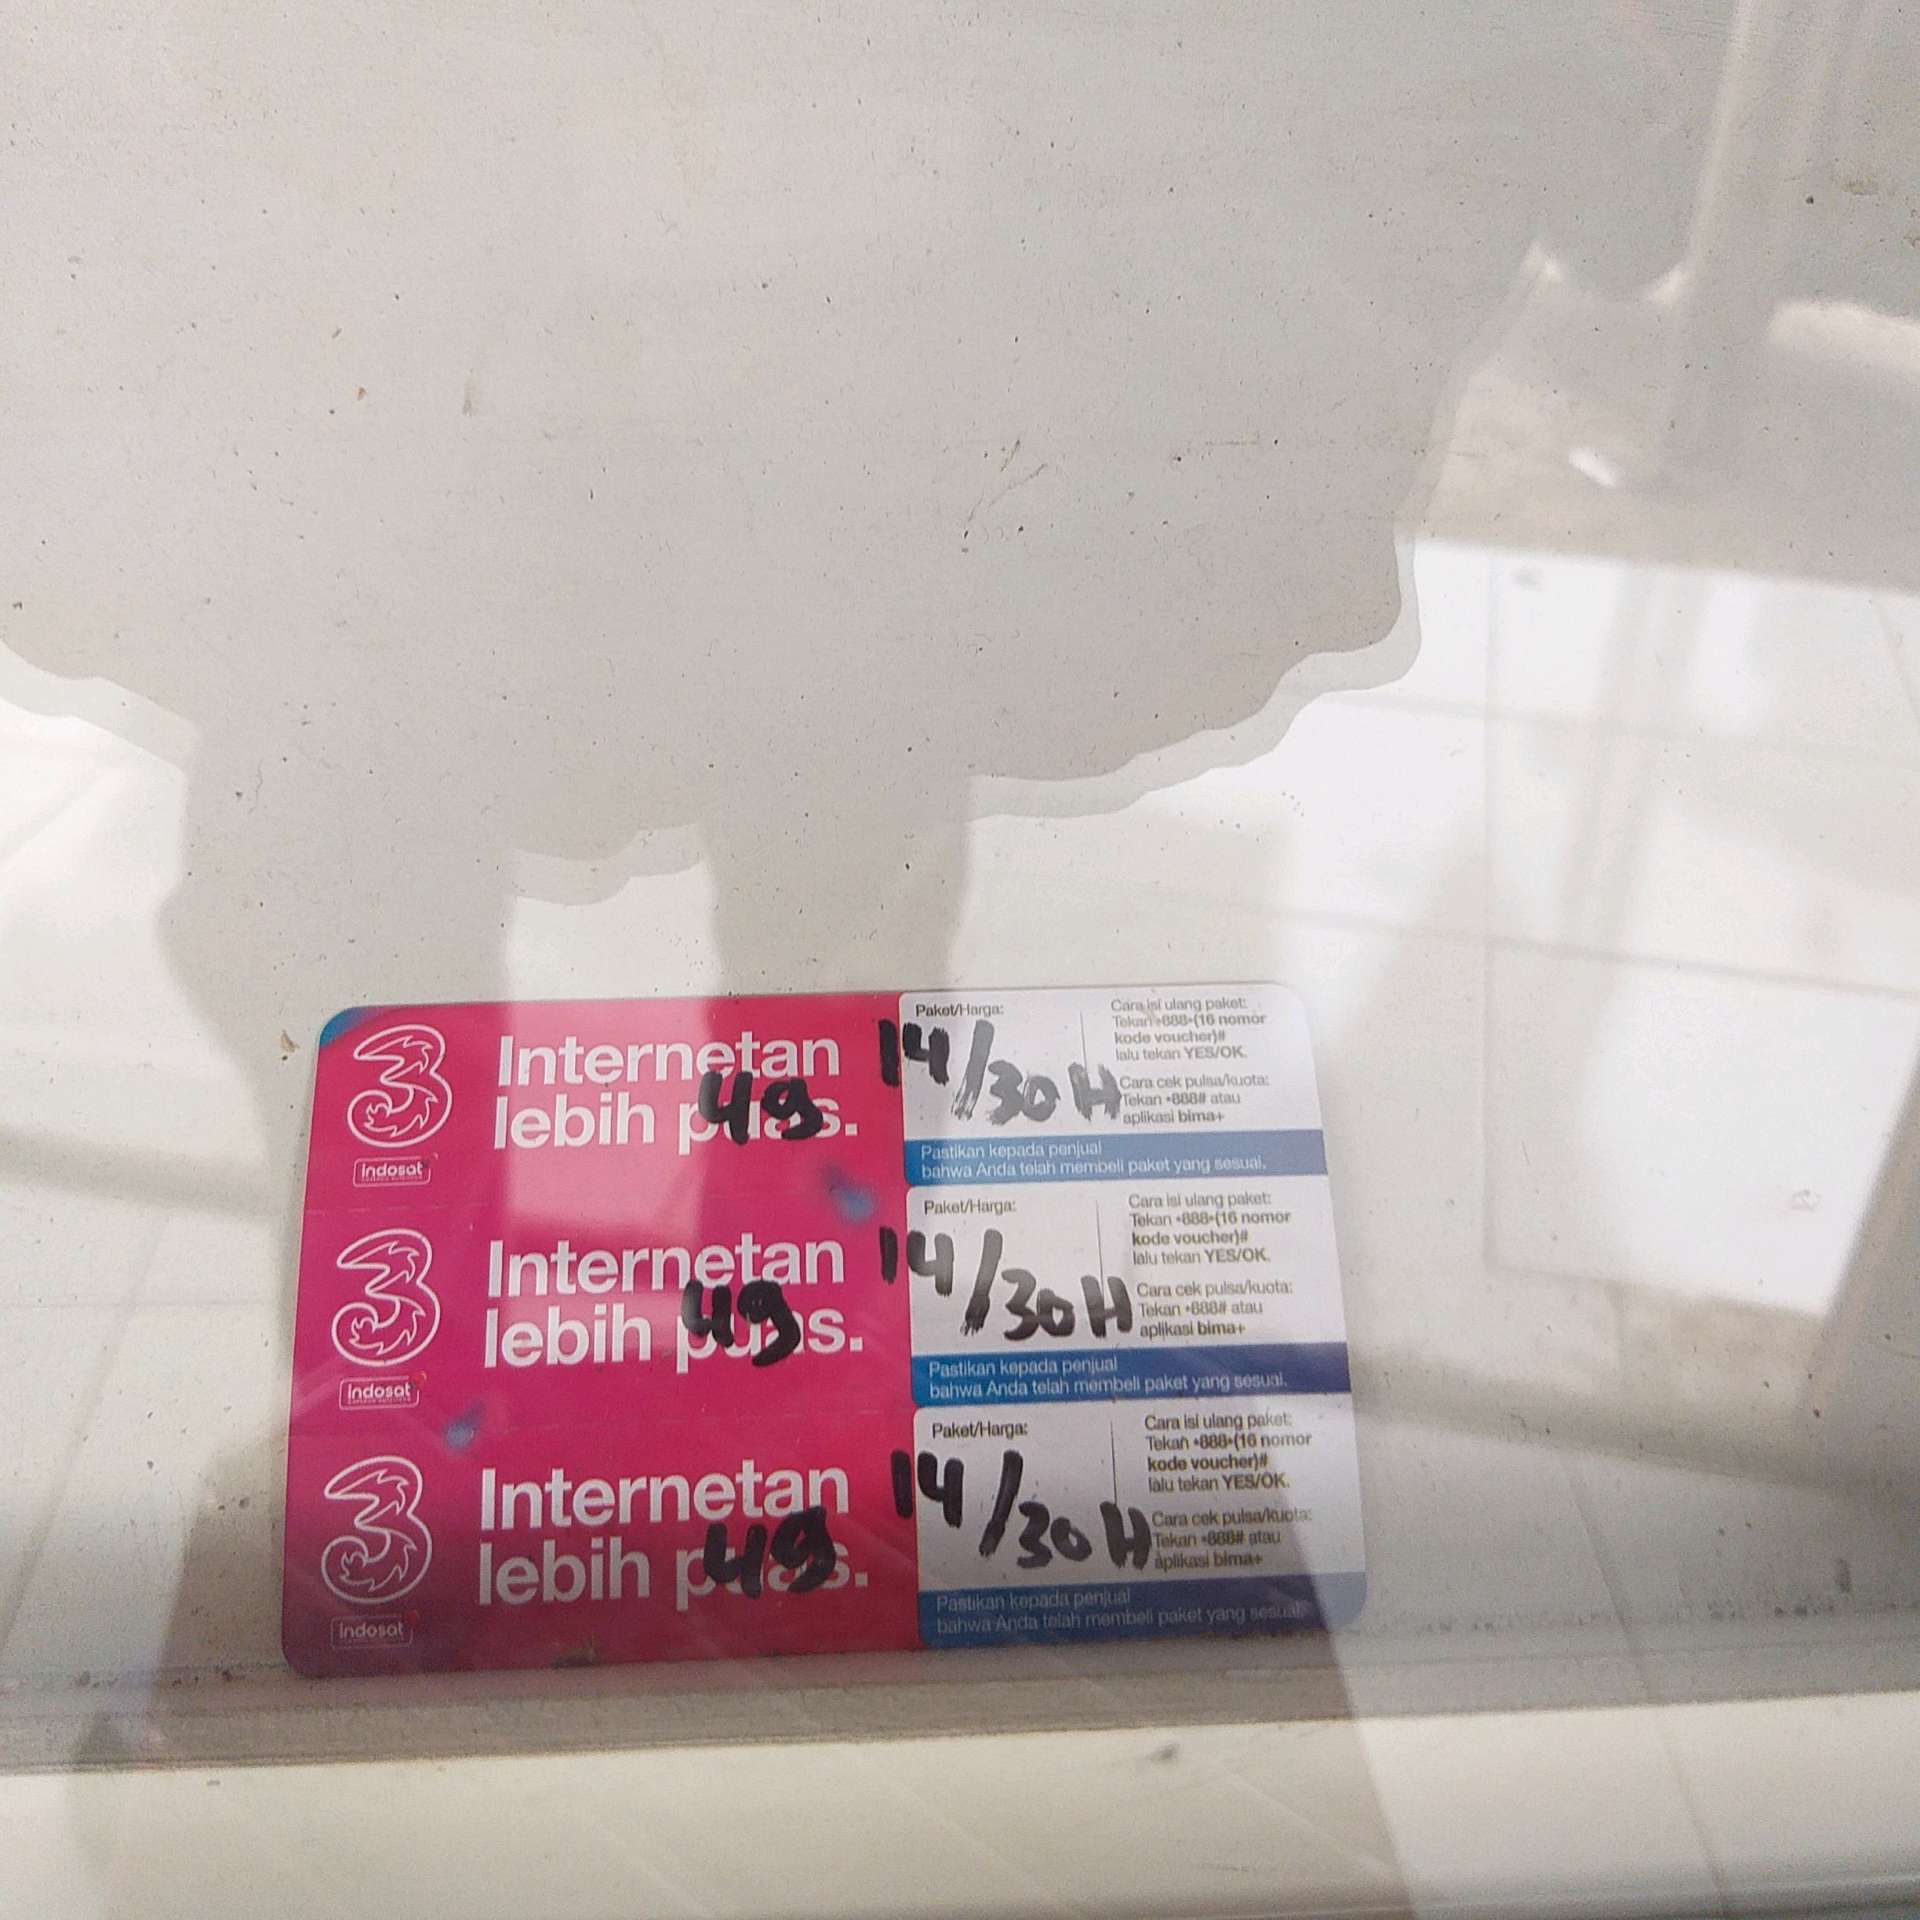 3
indosat
Internetan
lebih puas.
49
14/30 H
Paket/Harga:
Cara isi ulang paket:
Tekan *888*(16 nomor
kode voucher)#
lalu tekan YES/OK.
Cara cek pulsa/kuota:
Tekan *888# atau
aplikasi bima+
Pastikan kepada penjual
bahwa Anda telah membeli paket yang sesuai.
3
indosat
Internetan
lebih puas.
49
14/30 H
Paket/Harga:
Cara isi ulang paket:
Tekan *888*(16 nomor
kode voucher)#
lalu tekan YES/OK.
Cara cek pulsa/kuota:
Tekan *888# atau
aplikasi bima+
Pastikan kepada penjual
bahwa Anda telah membeli paket yang sesuai.
3
indosat
Internetan
lebih puas.
49
14/30 H
Paket/Harga:
Cara isi ulang paket:
Tekan *888*(16 nomor
kode voucher)#
lalu tekan YES/OK.
Cara cek pulsa/kuota:
Tekan *888# atau
aplikasi bima+
Pastikan kepada penjual
bahwa Anda telah membeli paket yang sesuai.